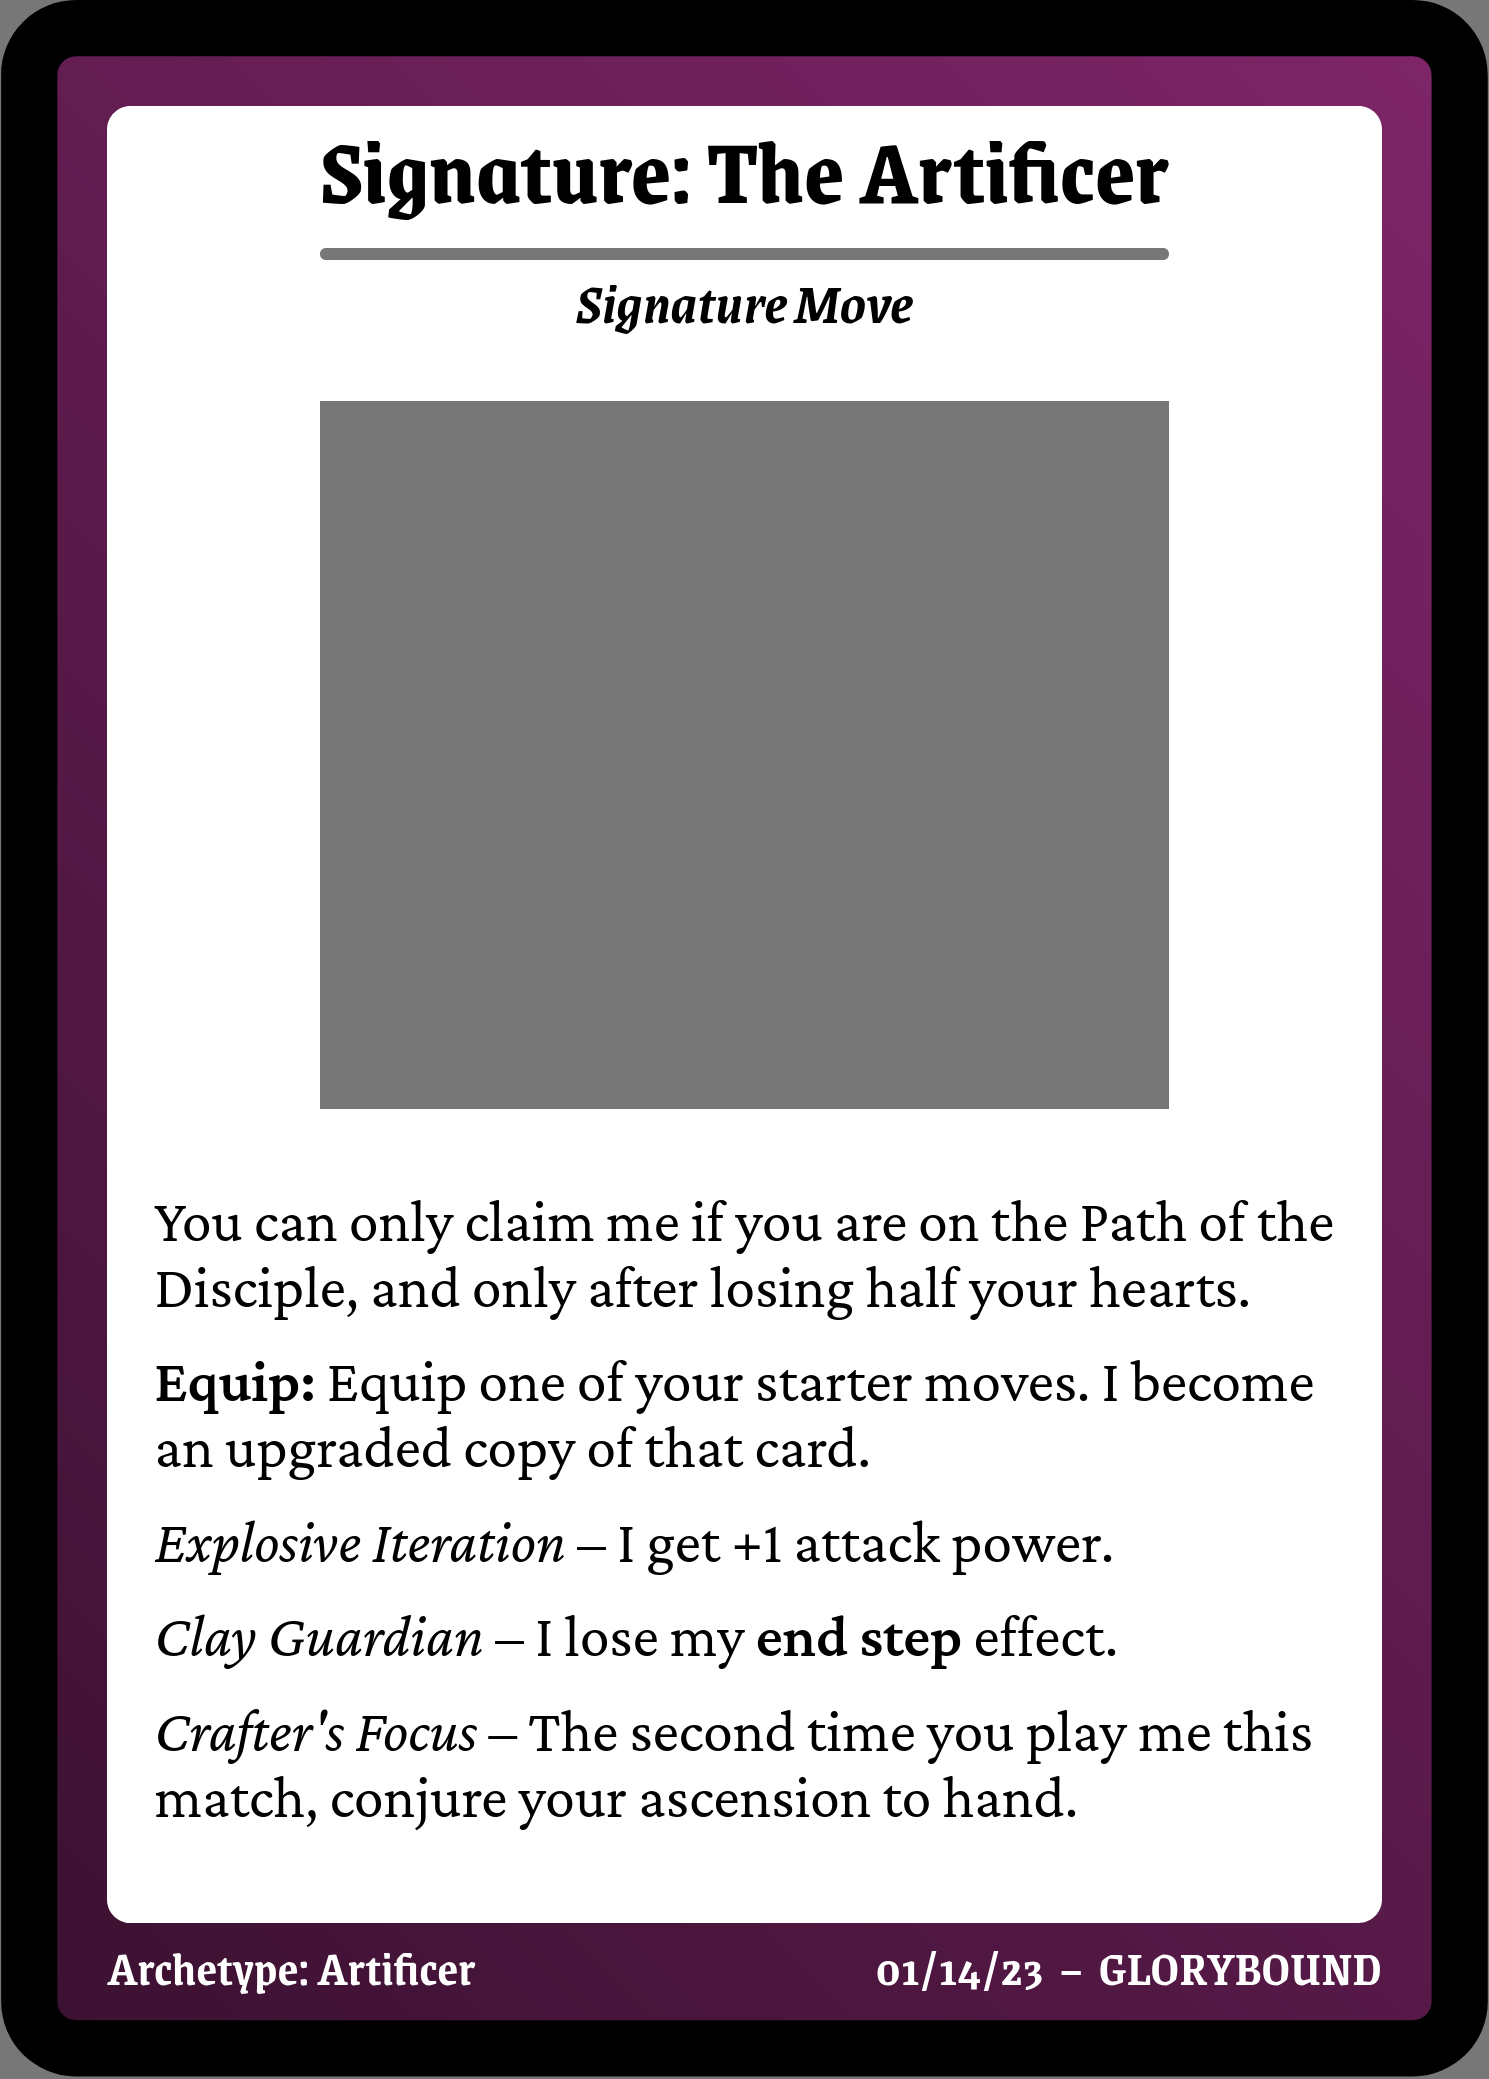 Signature: The Artificer
Signature Move
You can only claim me if you are on the Path of the
Disciple, and only after losing half your hearts.
Equip: Equip one of your starter moves. I become
an upgraded copy of that card.
Explosive Iteration – I get +1 attack power.
Clay Guardian – I lose my end step effect.
Crafter's Focus – The second time you play me this
match, conjure your ascension to hand.
Archetype: Artificer
01/14/23 – GLORYBOUND